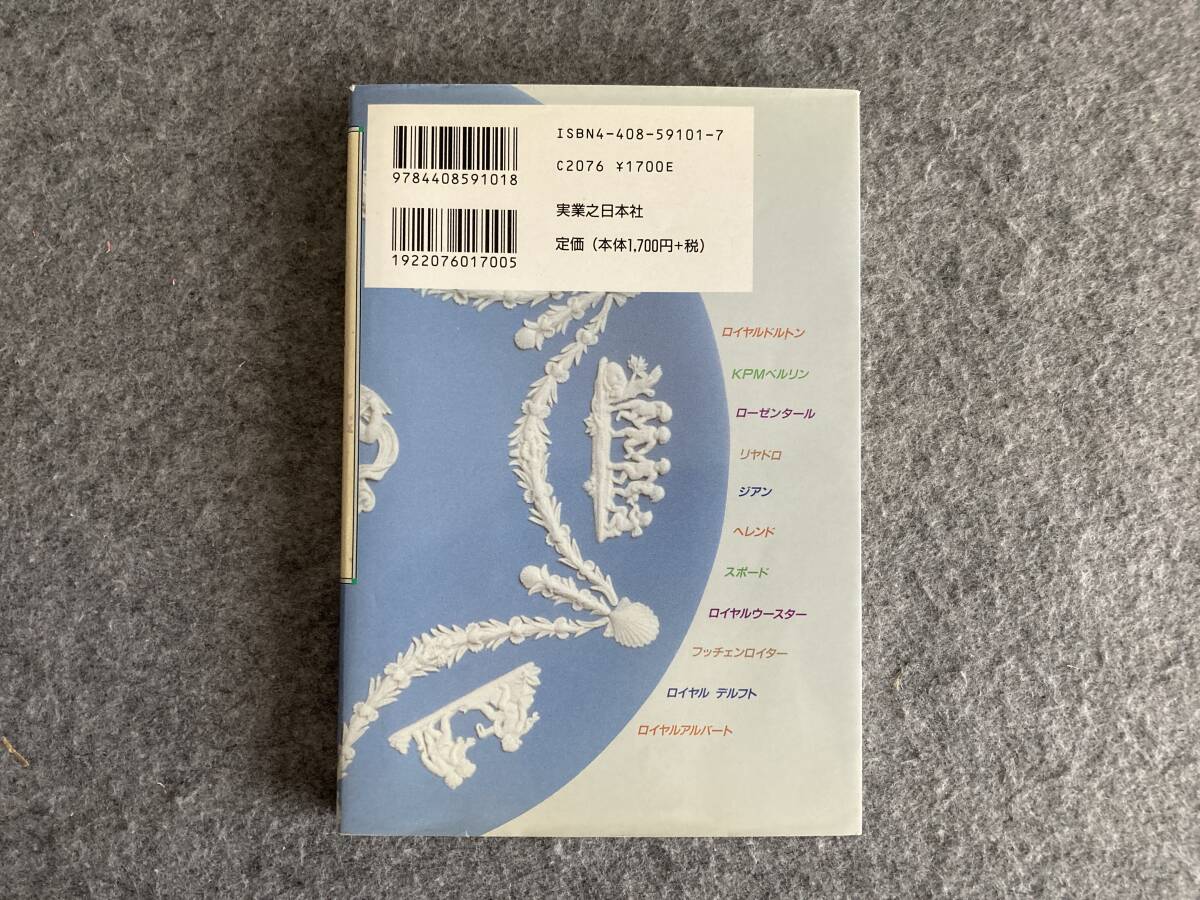 ISBN4-408-59101-7
9784408591018
C2076 ¥1700E
実業之日本社
1922076017005
定価（本体1,700円+税）
ロイヤルドルトン
KPMベルリン
ローゼンタール
リヤドロ
ジアン
ヘレンド
スポード
ロイヤルウースター
フッチェンロイター
ロイヤル デルフト
ロイヤルアルバート